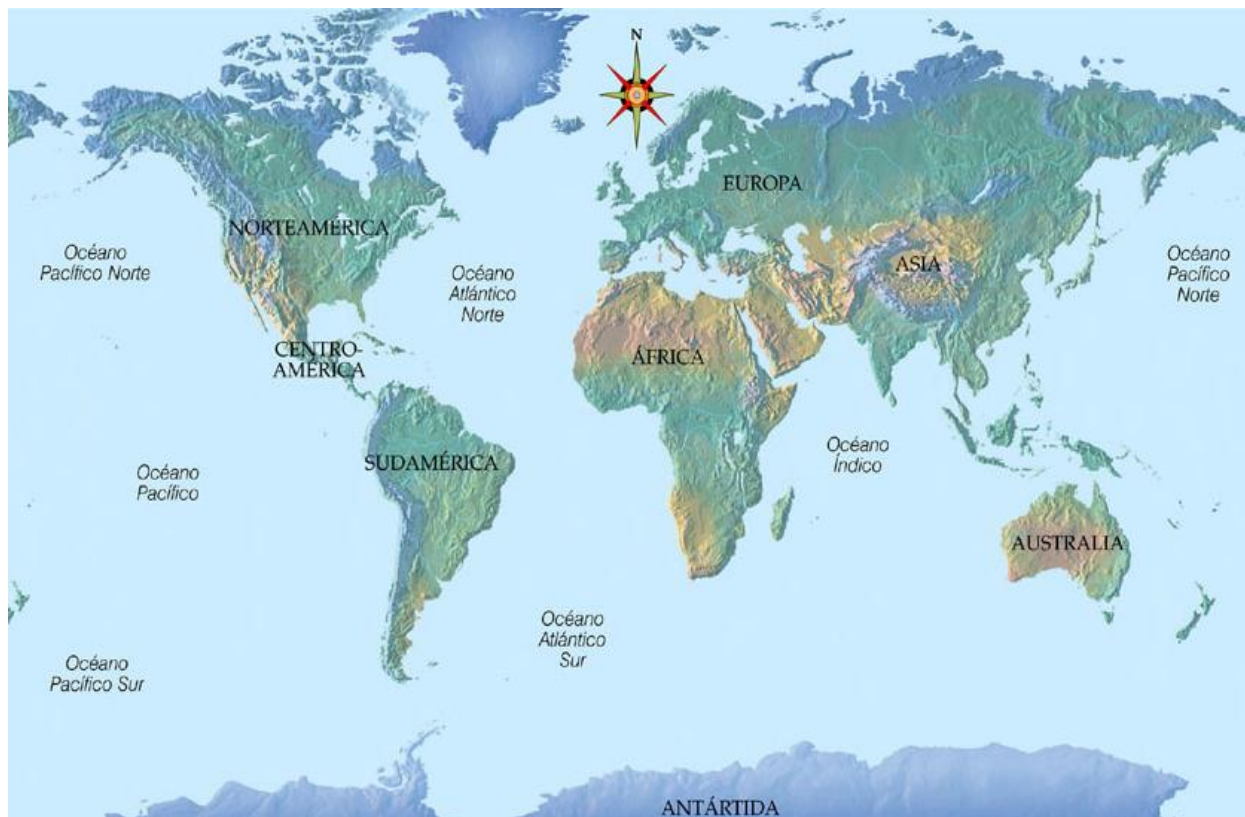 N
EUROPA
NORTEAMÉRICA
Océano
Pacífico Norte
Océano
Atlántico
Norte
ASIA
Océano
Pacífico
Norte
CENTRO-
AMÉRICA
ÁFRICA
Océano
Índico
SUDAMÉRICA
Océano
Pacífico
AUSTRALIA
Océano
Atlántico
Sur
Océano
Pacífico Sur
ANTÁRTIDA